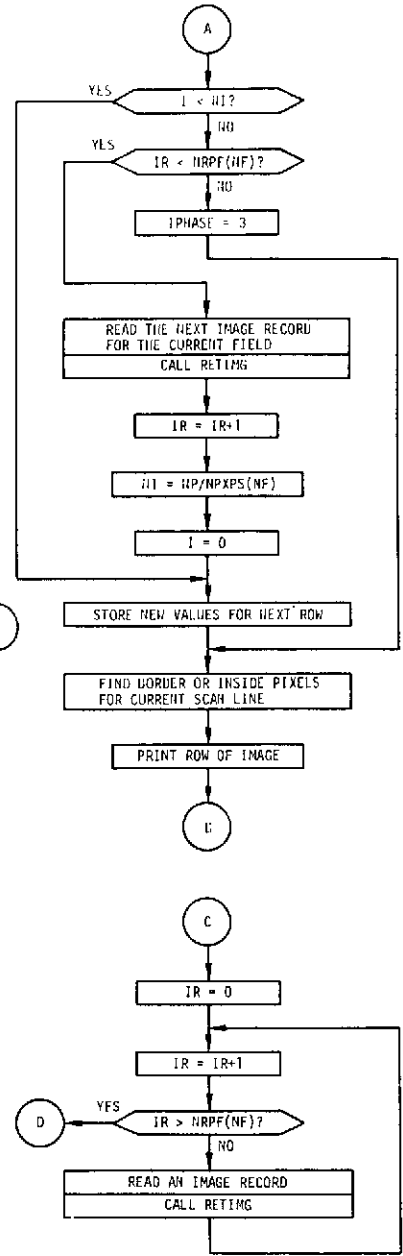 A
I < NI?
YES
NO
IR < NRPF(NF)?
YES
NO
IPHASE = 3
READ THE NEXT IMAGE RECORD
FOR THE CURRENT FIELD
CALL RETIMG
IR = IR+1
NI = NP/NPXPS(NF)
I = 0
STORE NEW VALUES FOR NEXT ROW
FIND BORDER OR INSIDE PIXELS
FOR CURRENT SCAN LINE
PRINT ROW OF IMAGE
C
IR = 0
IR = IR+1
D
YES
IR > NRPF(NF)?
NO
READ AN IMAGE RECORD
CALL RETIMG